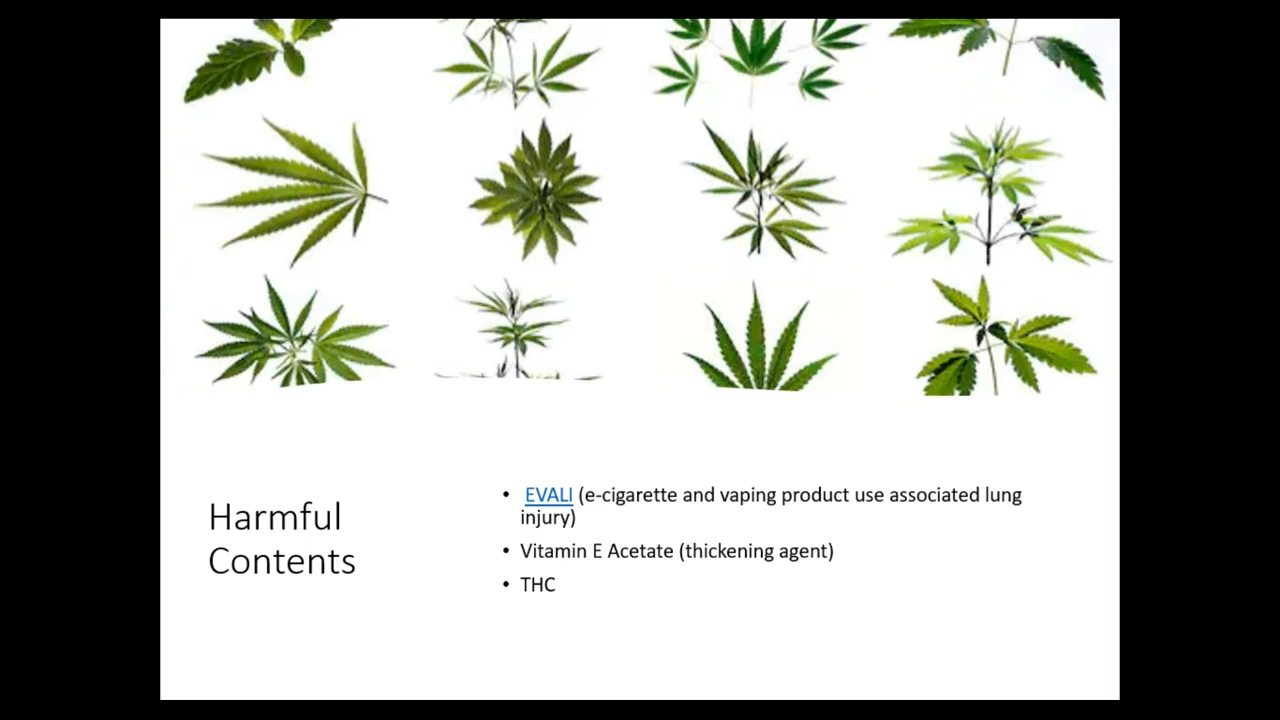 Harmful
Contents
• EVALI (e-cigarette and vaping product use associated lung
injury)
• Vitamin E Acetate (thickening agent)
• THC